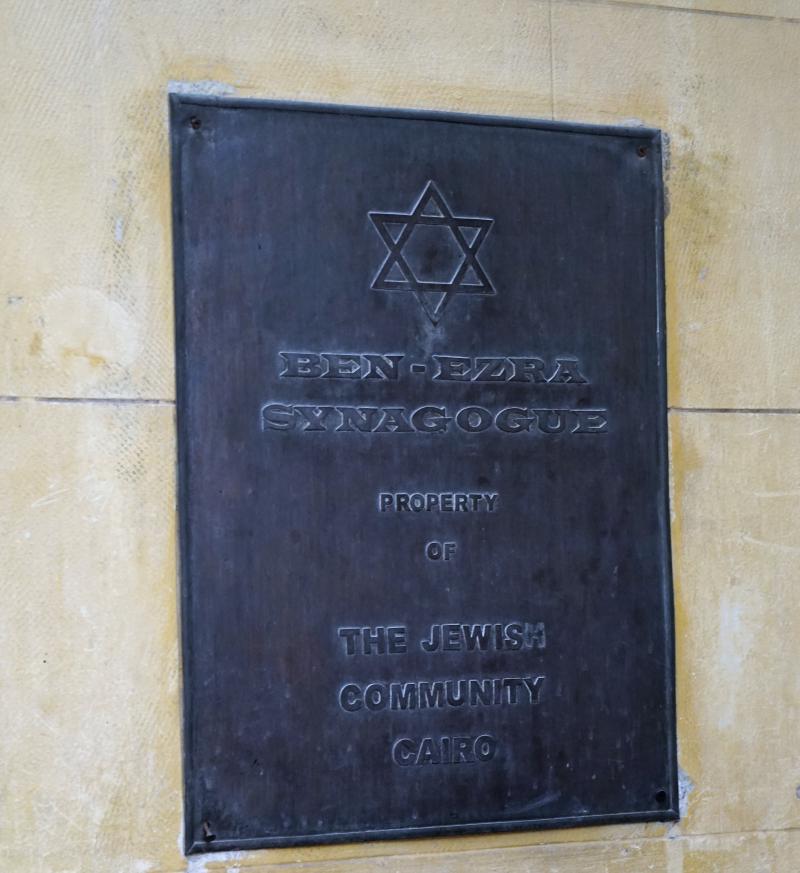 BEN-EZRA
SYNAGOGUE
PROPERTY
OF
THE JEWISH
COMMUNITY
CAIRO